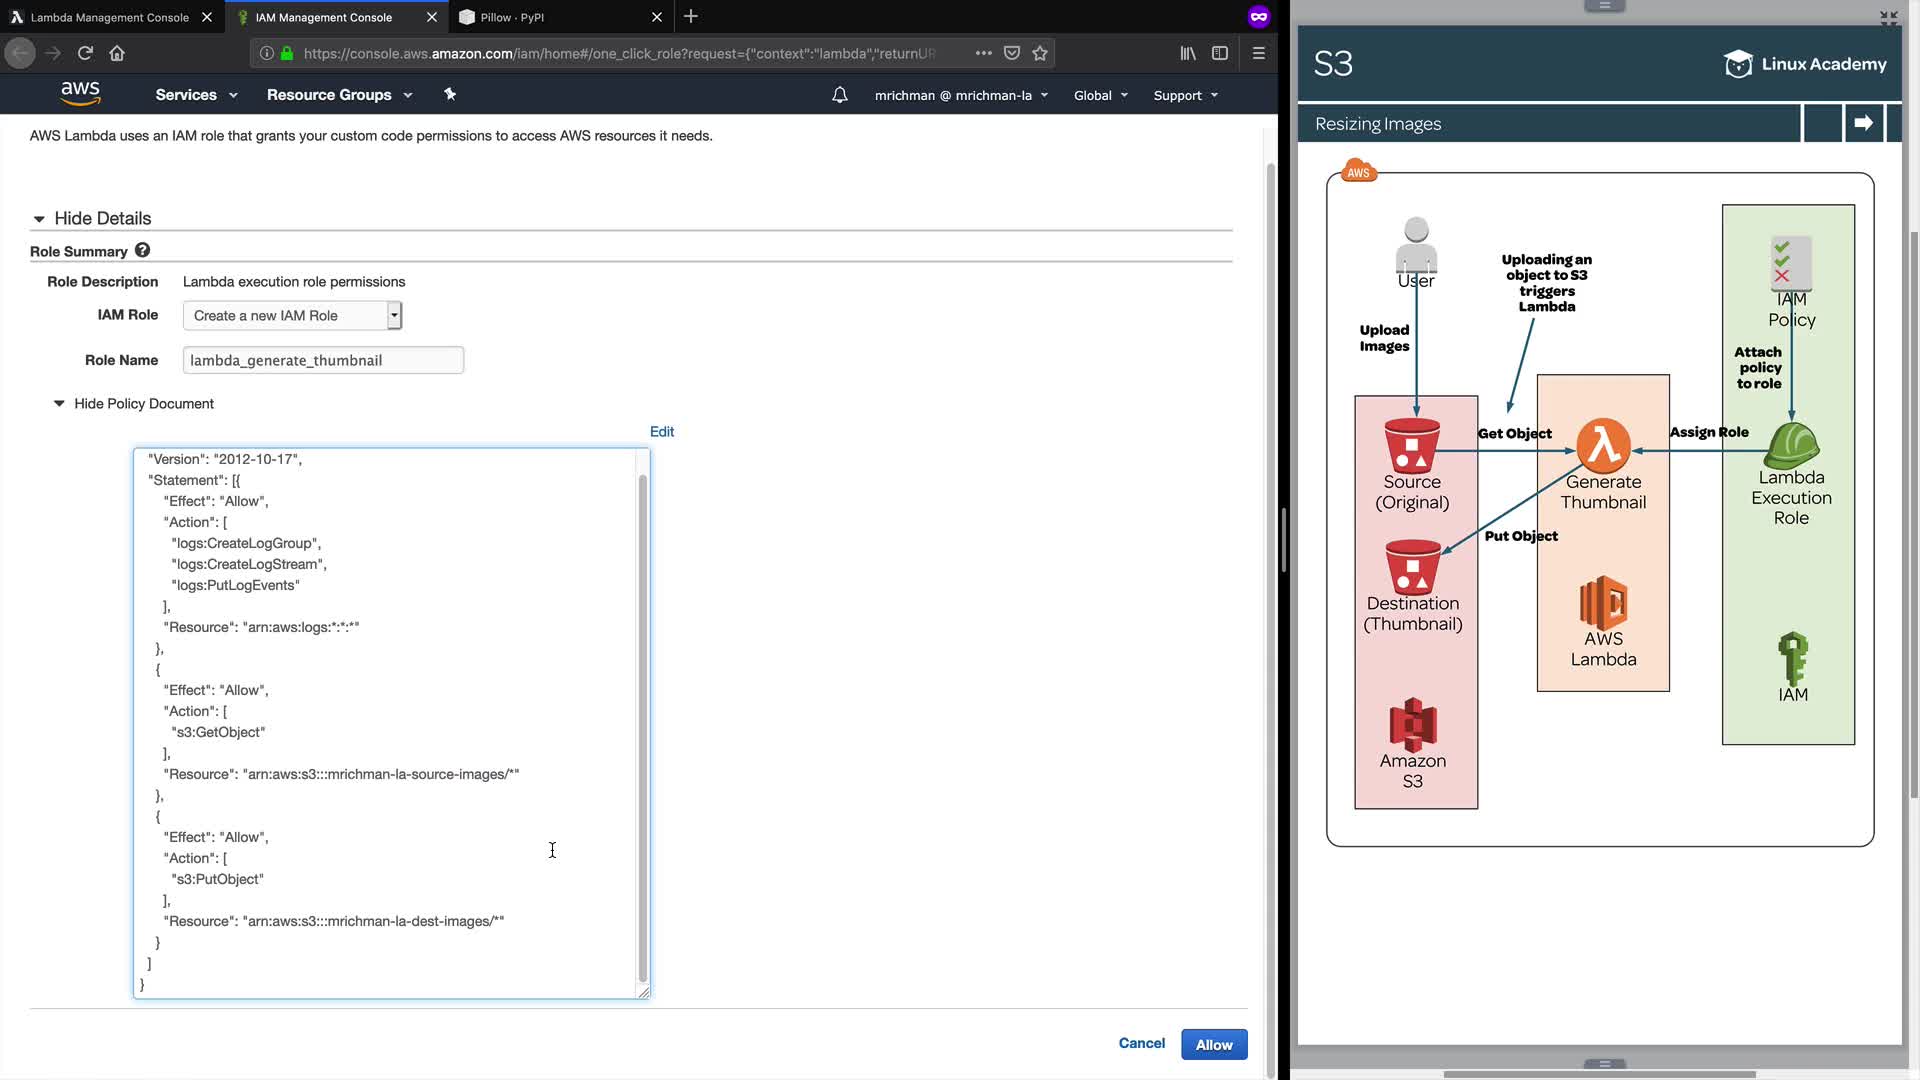 Lambda Management Console
IAM Management Console
Pillow · PyPI
https://console.aws.amazon.com/iam/home#/one_click_role?request={"context":"lambda","returnUR
aws
Services
Resource Groups
mrichman @ mrichman-la
Global
Support
AWS Lambda uses an IAM role that grants your custom code permissions to access AWS resources it needs.
Hide Details
Role Summary ?
Role Description
Lambda execution role permissions
IAM Role
Create a new IAM Role
Role Name
lambda_generate_thumbnail
Hide Policy Document
Edit
"Version": "2012-10-17",
"Statement": [{
"Effect": "Allow",
"Action": [
"logs:CreateLogGroup",
"logs:CreateLogStream",
"logs:PutLogEvents"
],
"Resource": "arn:aws:logs:*:*:*"
},
{
"Effect": "Allow",
"Action": [
"s3:GetObject"
],
"Resource": "arn:aws:s3:::mrichman-la-source-images/*"
},
{
"Effect": "Allow",
"Action": [
"s3:PutObject"
],
"Resource": "arn:aws:s3:::mrichman-la-dest-images/*"
}
]
}
Cancel
Allow
S3
Linux Academy
Resizing Images
AWS
User
Upload
Images
Uploading an
object to S3
triggers
Lambda
IAM
Policy
Attach
policy
to role
Get Object
Assign Role
Source
(Original)
Generate
Thumbnail
Lambda
Execution
Role
Put Object
Destination
(Thumbnail)
AWS
Lambda
IAM
Amazon
S3